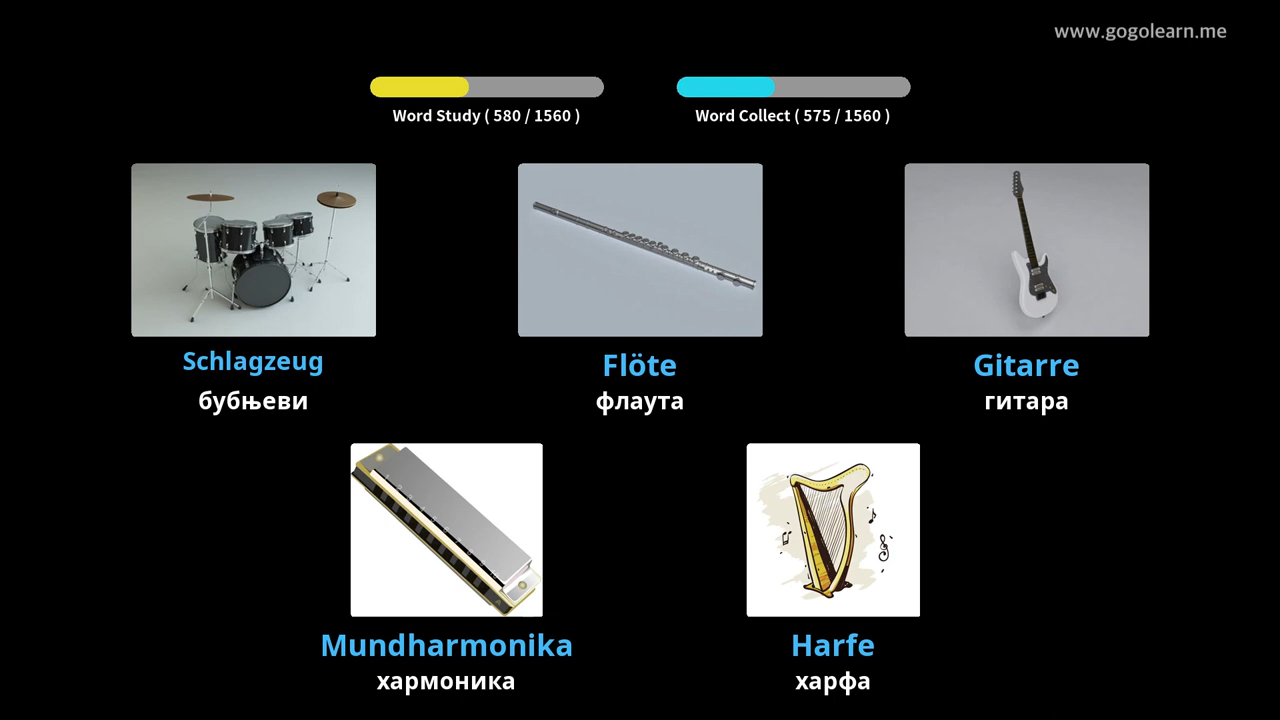 www.gogolearn.me
Word Study ( 580 / 1560 )
Word Collect ( 575 / 1560 )
Schlagzeug
бубњеви
Flöte
флаута
Gitarre
гитара
Mundharmonika
хармоника
Harfe
харфа